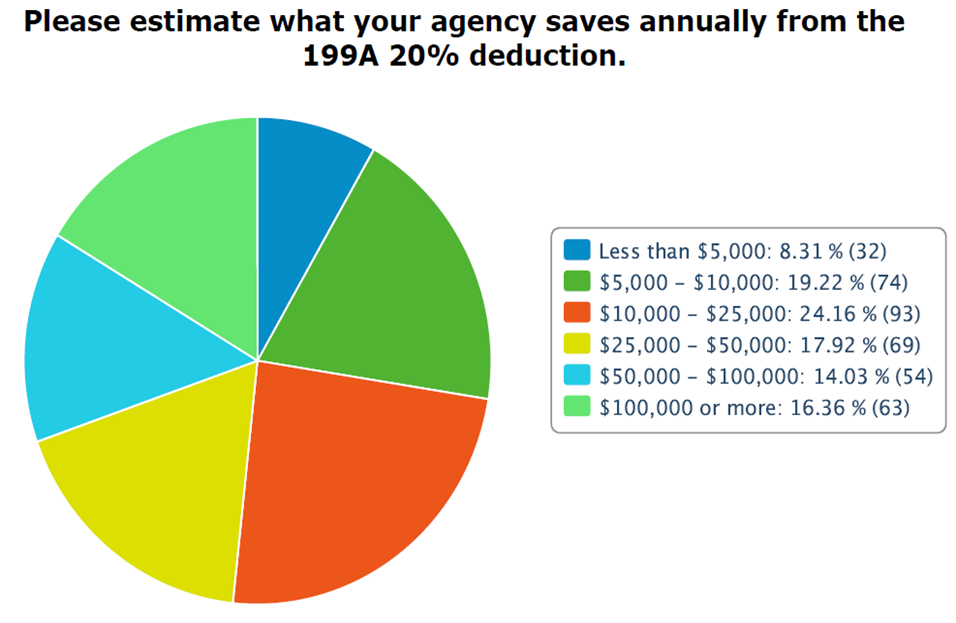 Please estimate what your agency saves annually from the
199A 20% deduction.
Less than $5,000: 8.31 % (32)
$5,000 – $10,000: 19.22 % (74)
$10,000 – $25,000: 24.16 % (93)
$25,000 – $50,000: 17.92 % (69)
$50,000 – $100,000: 14.03 % (54)
$100,000 or more: 16.36 % (63)